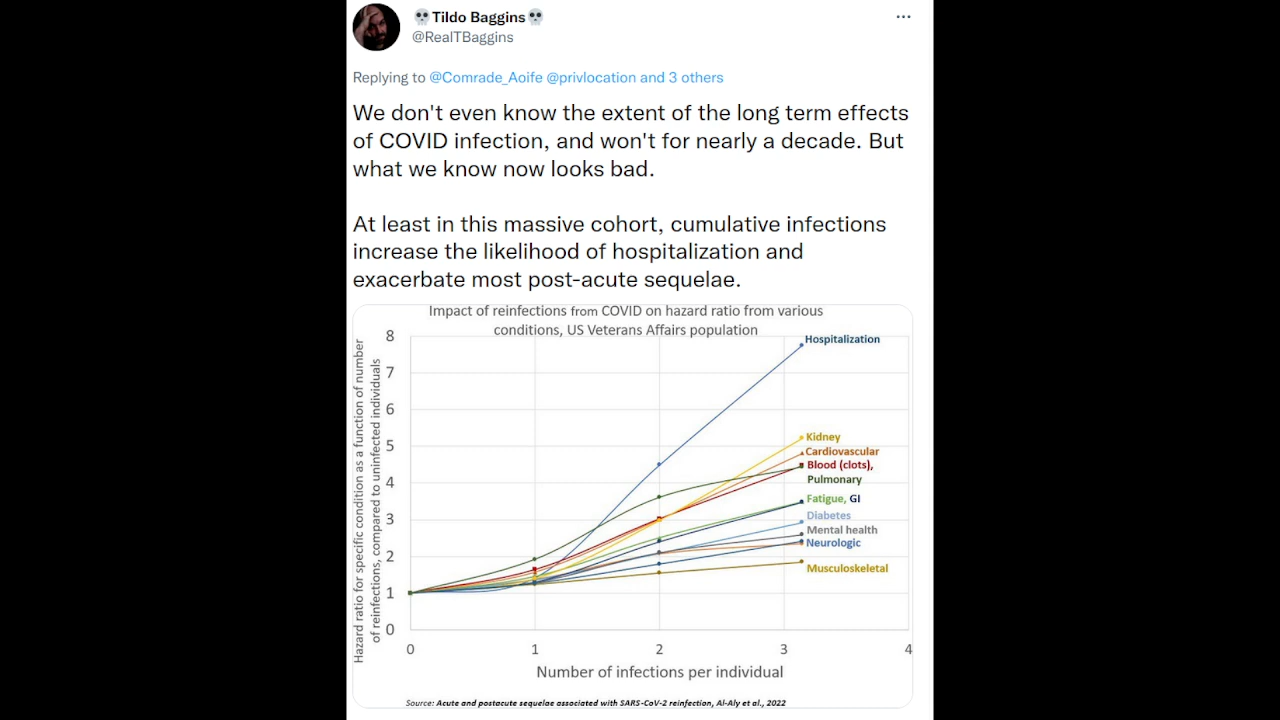 💀Tildo Baggins💀
@RealTBaggins
Replying to @Comrade_Aoife @privlocation and 3 others
We don't even know the extent of the long term effects
of COVID infection, and won't for nearly a decade. But
what we know now looks bad.
At least in this massive cohort, cumulative infections
increase the likelihood of hospitalization and
exacerbate most post-acute sequelae.
Impact of reinfections from COVID on hazard ratio from various
conditions, US Veterans Affairs population
Hazard ratio for specific condition as a function of number
of reinfections, compared to uninfected individuals
8
7
6
5
4
3
2
1
0
Hospitalization
Kidney
Cardiovascular
Blood (clots),
Pulmonary
Fatigue, GI
Diabetes
Mental health
Neurologic
Musculoskeletal
0 1 2 3 4
Number of infections per individual
Source: Acute and postacute sequelae associated with SARS-CoV-2 reinfection, Al-Aly et al., 2022